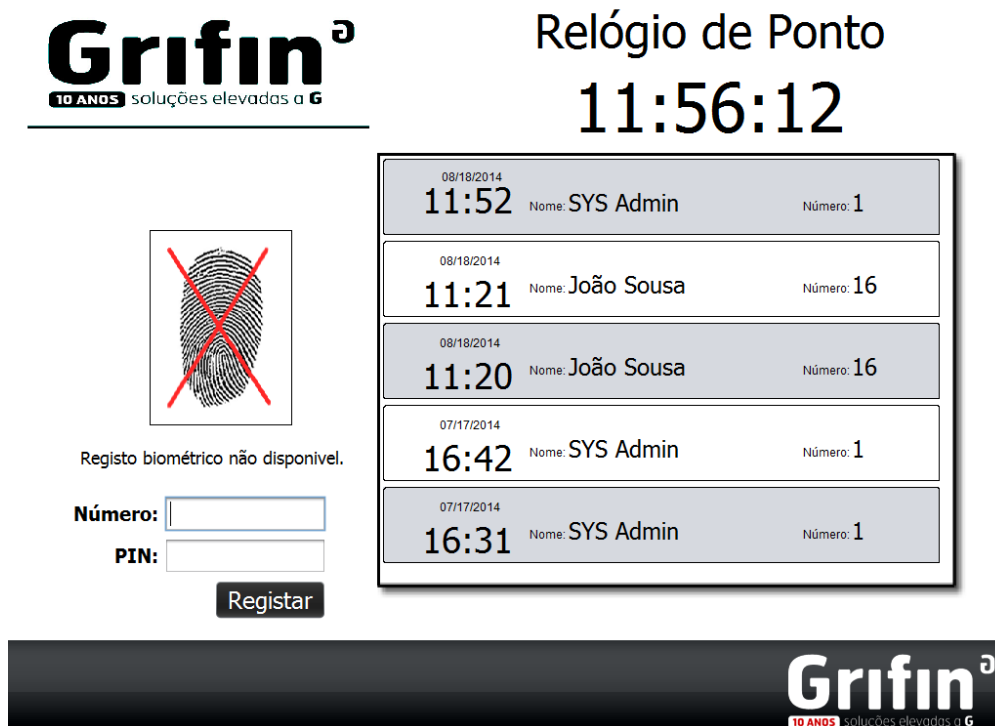 Grifin G
10 ANOS soluções elevadas a G
Relógio de Ponto
11:56:12
08/18/2014
11:52 Nome: SYS Admin Número: 1
08/18/2014
11:21 Nome: João Sousa Número: 16
08/18/2014
11:20 Nome: João Sousa Número: 16
07/17/2014
16:42 Nome: SYS Admin Número: 1
07/17/2014
16:31 Nome: SYS Admin Número: 1
Registo biométrico não disponivel.
Número:
PIN:
Registar
Grifin G
10 ANOS soluções elevadas a G